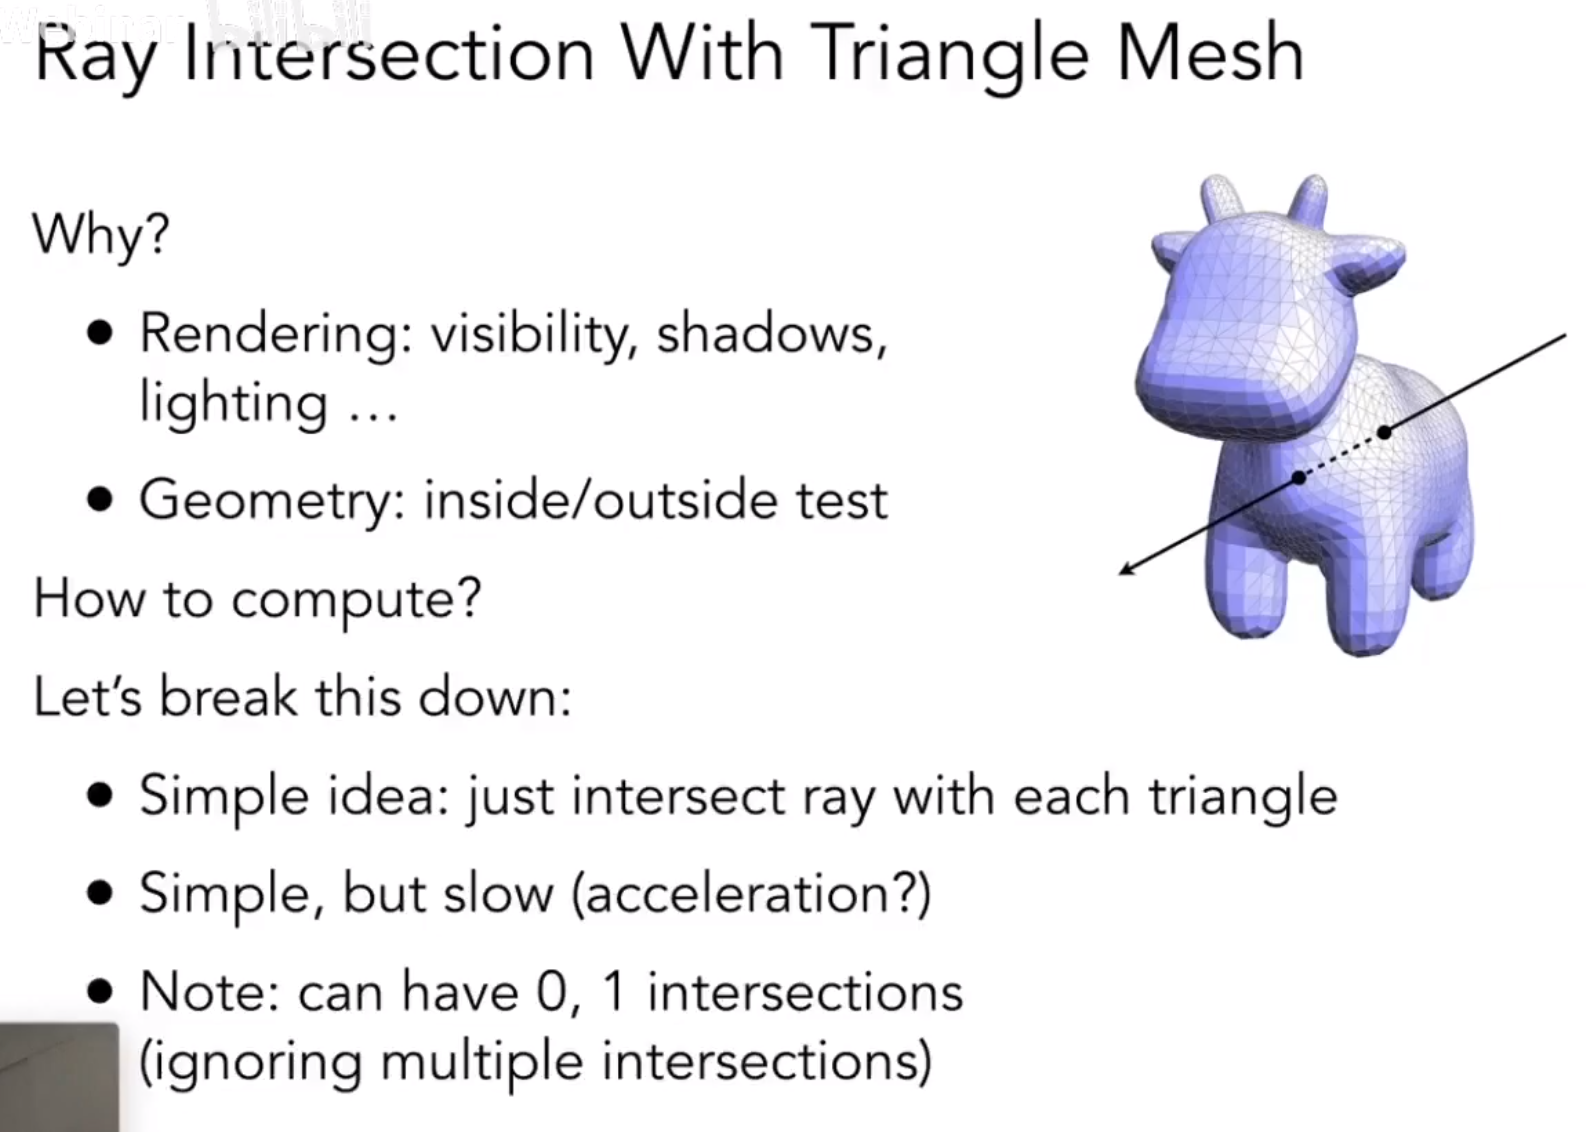 Webinar bilibili
Ray Intersection With Triangle Mesh
Why?
● Rendering: visibility, shadows,
lighting …
● Geometry: inside/outside test
How to compute?
Let’s break this down:
● Simple idea: just intersect ray with each triangle
● Simple, but slow (acceleration?)
● Note: can have 0, 1 intersections
(ignoring multiple intersections)